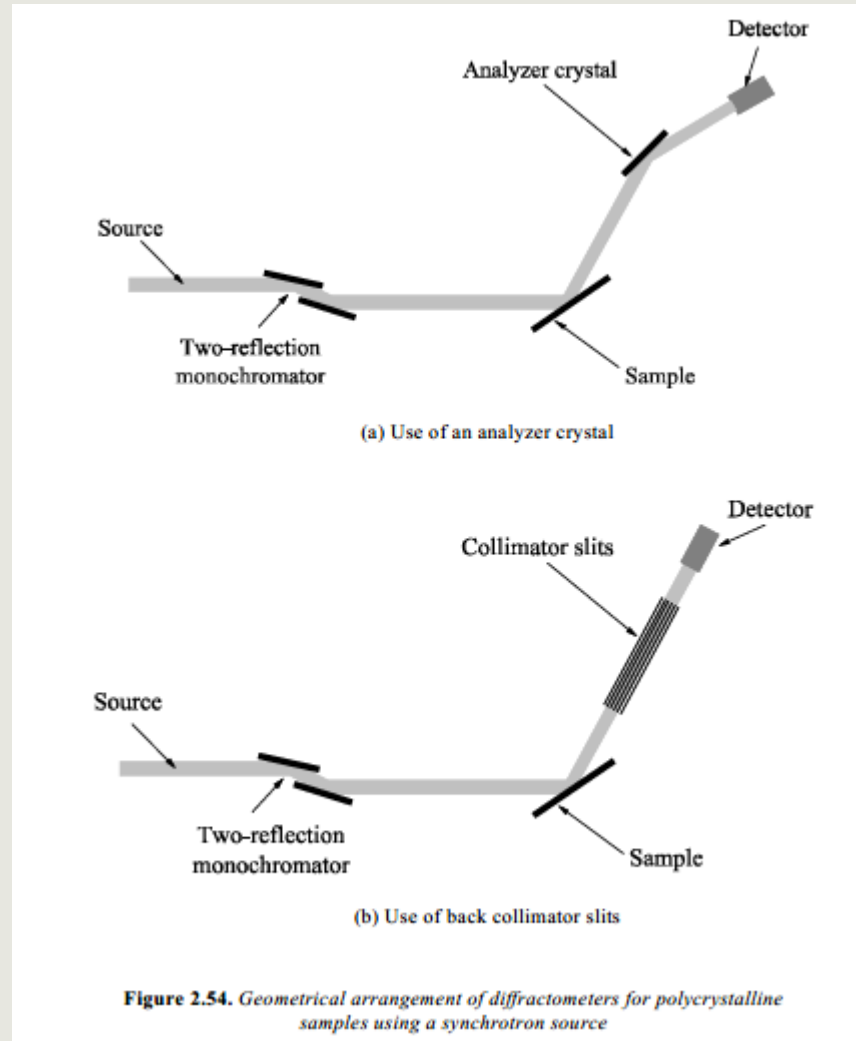 Detector
Analyzer crystal
Source
Two-reflection
monochromator
Sample
(a) Use of an analyzer crystal
Detector
Collimator slits
Source
Two-reflection
monochromator
Sample
(b) Use of back collimator slits
Figure 2.54. Geometrical arrangement of diffractometers for polycrystalline
samples using a synchrotron source